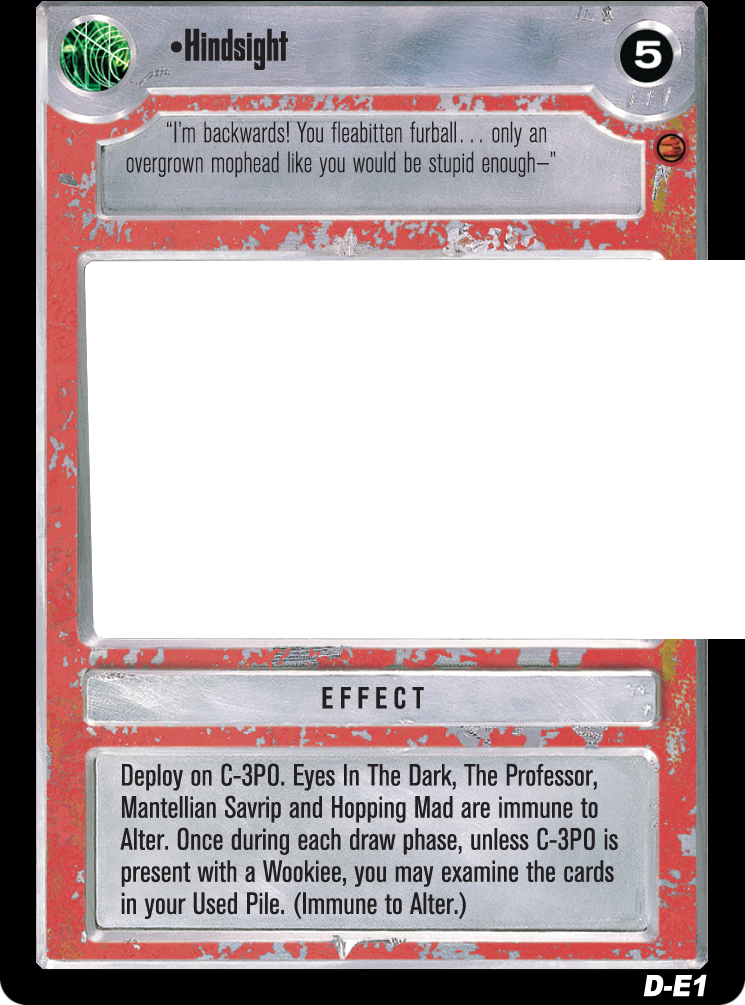 •Hindsight
5
“I’m backwards! You fleabitten furball... only an
overgrown mophead like you would be stupid enough–”
EFFECT
Deploy on C-3PO. Eyes In The Dark, The Professor,
Mantellian Savrip and Hopping Mad are immune to
Alter. Once during each draw phase, unless C-3PO is
present with a Wookiee, you may examine the cards
in your Used Pile. (Immune to Alter.)
D-E1